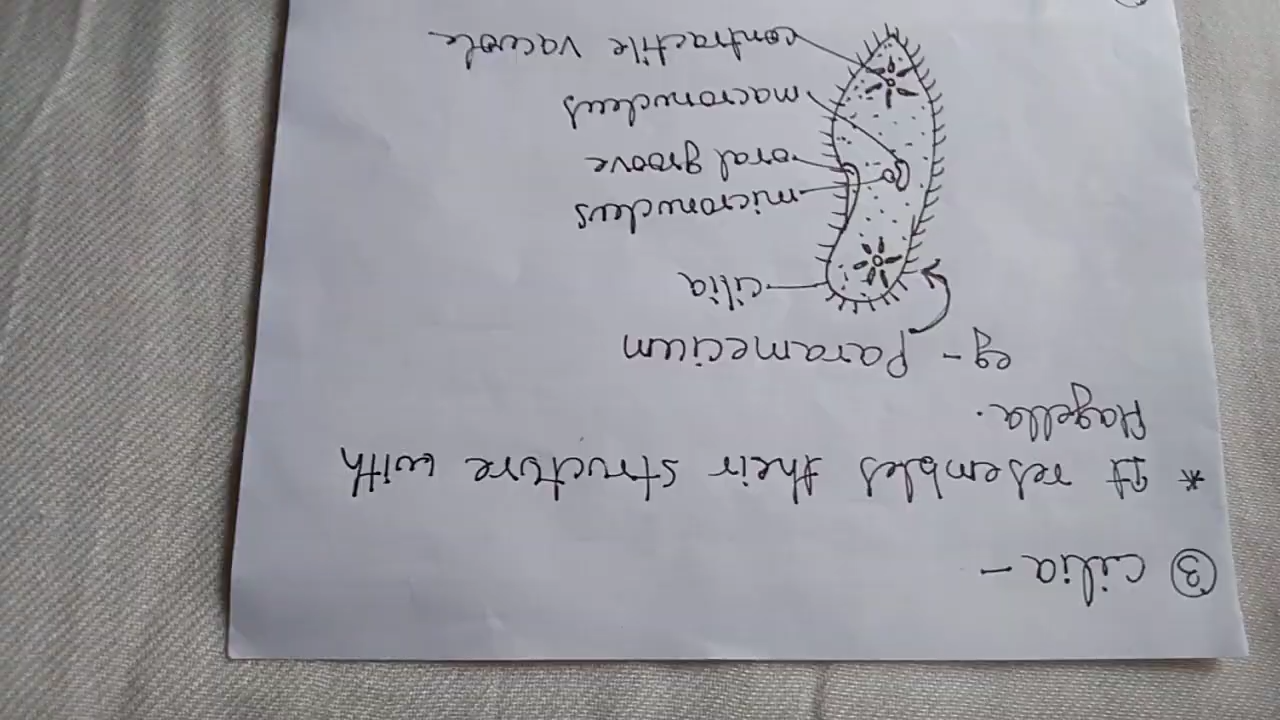 ③ Cilia -
* It resembles their structure with
flagella.
eg - Paramecium
cilia
micronucleus
oral groove
macronucleus
contractile vacuole